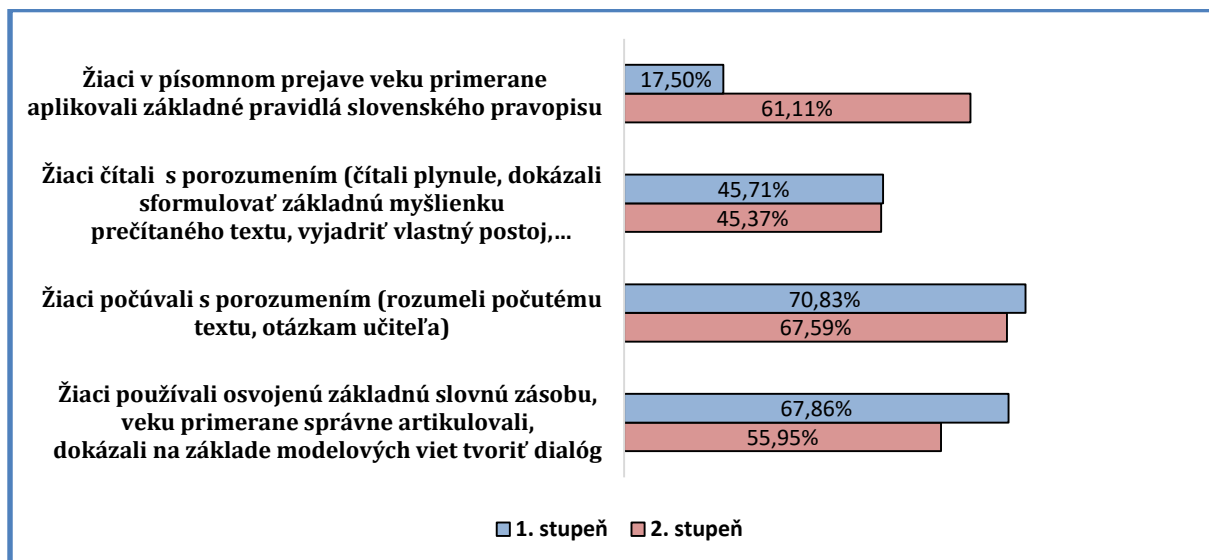 Žiaci v písomnom prejave veku primerane
aplikovali základné pravidlá slovenského pravopisu
17,50%
61,11%
Žiaci čítali s porozumením (čítali plynule, dokázali
sformulovať základnú myšlienku
prečítaného textu, vyjadriť vlastný postoj,…
45,71%
45,37%
Žiaci počúvali s porozumením (rozumeli počutému
textu, otázkam učiteľa)
70,83%
67,59%
Žiaci používali osvojenú základnú slovnú zásobu,
veku primerane správne artikulovali,
dokázali na základe modelových viet tvoriť dialóg
67,86%
55,95%
1. stupeň 2. stupeň